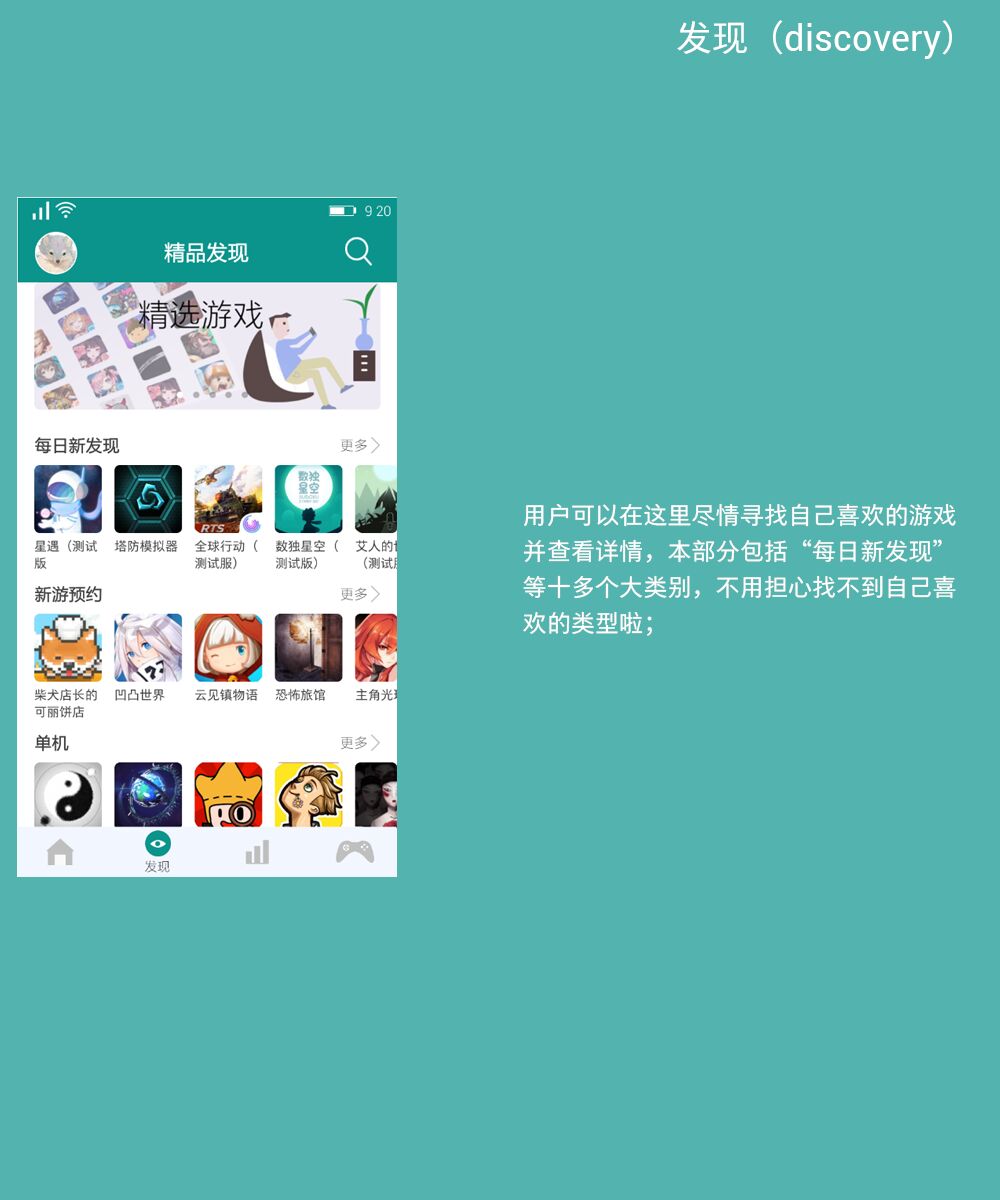 发现（discovery）
9 20
精品发现
精选游戏
每日新发现
更多
数独
星空
SUDOKU
RTS
星遇（测试
版
塔防模拟器
全球行动（
测试服）
数独星空（
测试版）
艾人的
（测试
新游预约
更多
柴犬店长的
可丽饼店
凹凸世界
云见镇物语
恐怖旅馆
主角光
单机
更多
发现
用户可以在这里尽情寻找自己喜欢的游戏
并查看详情，本部分包括“每日新发现”
等十多个大类别，不用担心找不到自己喜
欢的类型啦；